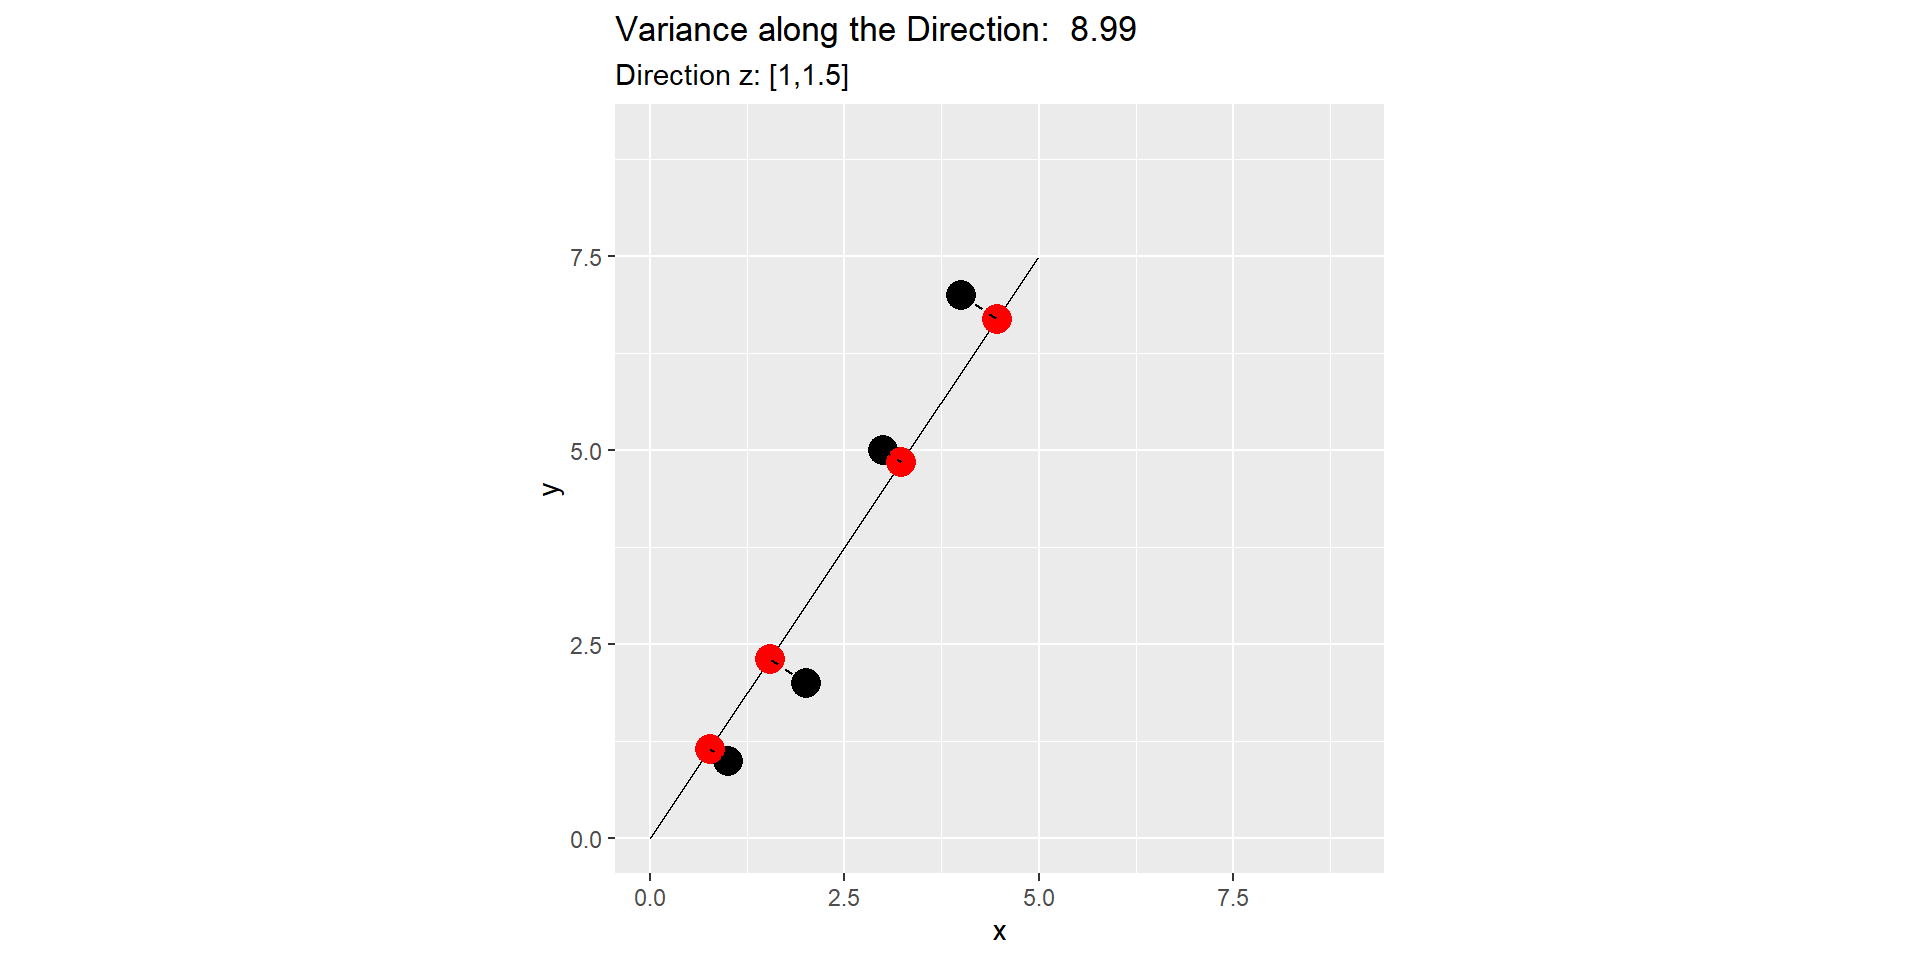 Variance along the Direction:  8.99
Direction z: [1,1.5]
7.5
5.0
2.5
0.0
y
0.0 2.5 5.0 7.5
x